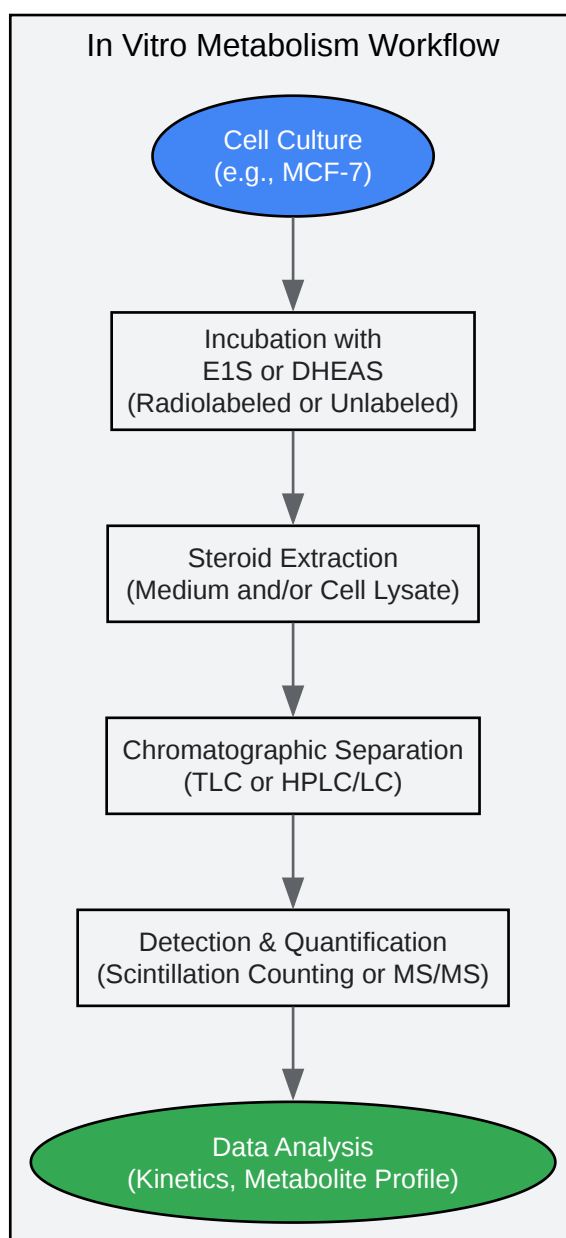 In Vitro Metabolism Workflow
Cell Culture
(e.g., MCF-7)
Incubation with
E1S or DHEAS
(Radiolabeled or Unlabeled)
Steroid Extraction
(Medium and/or Cell Lysate)
Chromatographic Separation
(TLC or HPLC/LC)
Detection & Quantification
(Scintillation Counting or MS/MS)
Data Analysis
(Kinetics, Metabolite Profile)